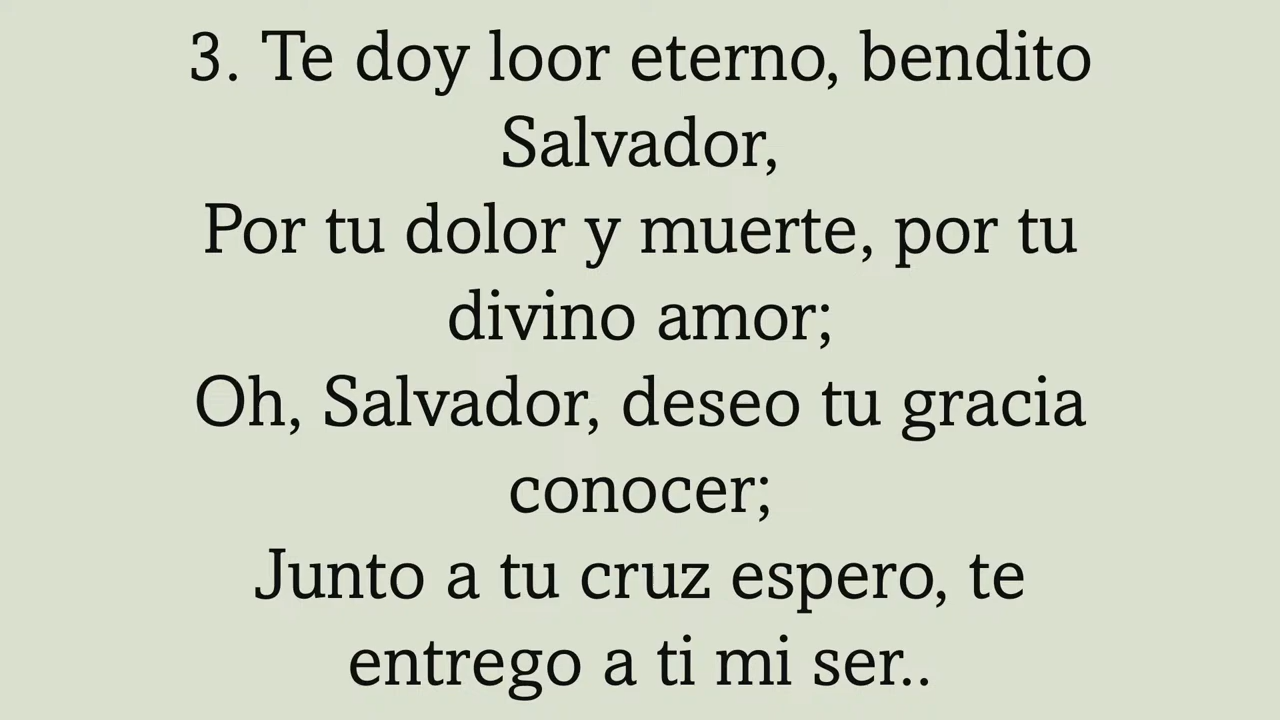 3. Te doy loor eterno, bendito
Salvador,
Por tu dolor y muerte, por tu
divino amor;
Oh, Salvador, deseo tu gracia
conocer;
Junto a tu cruz espero, te
entrego a ti mi ser..